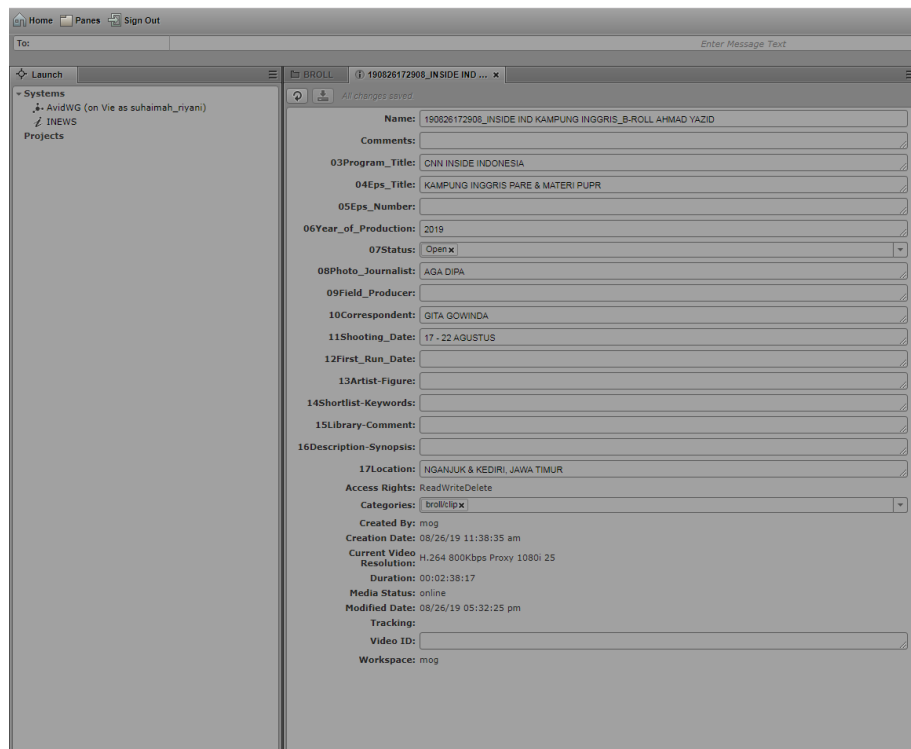 Home Panes Sign Out
To: Enter Message Text
Launch
BROLL 190826172908_INSIDE IND ... x
Systems
AvidWG (on Vie as suhaimah_riyani)
INEWS
Projects
All changes saved
Name: 190826172908_INSIDE IND KAMPUNG INGGRIS_B-ROLL AHMAD YAZID
Comments:
03Program_Title: CNN INSIDE INDONESIA
04Eps_Title: KAMPUNG INGGRIS PARE & MATERI PUPR
05Eps_Number:
06Year_of_Production: 2019
07Status: Open x
08Photo_Journalist: AGA DIPA
09Field_Producer:
10Correspondent: GITA GOWINDA
11Shooting_Date: 17 - 22 AGUSTUS
12First_Run_Date:
13Artist-Figure:
14Shortlist-Keywords:
15Library-Comment:
16Description-Synopsis:
17Location: NGANJUK & KEDIRI, JAWA TIMUR
Access Rights: ReadWriteDelete
Categories: broll/clip x
Created By: mog
Creation Date: 08/26/19 11:38:35 am
Current Video
Resolution: H.264 800Kbps Proxy 1080i 25
Duration: 00:02:38:17
Media Status: online
Modified Date: 08/26/19 05:32:25 pm
Tracking:
Video ID:
Workspace: mog